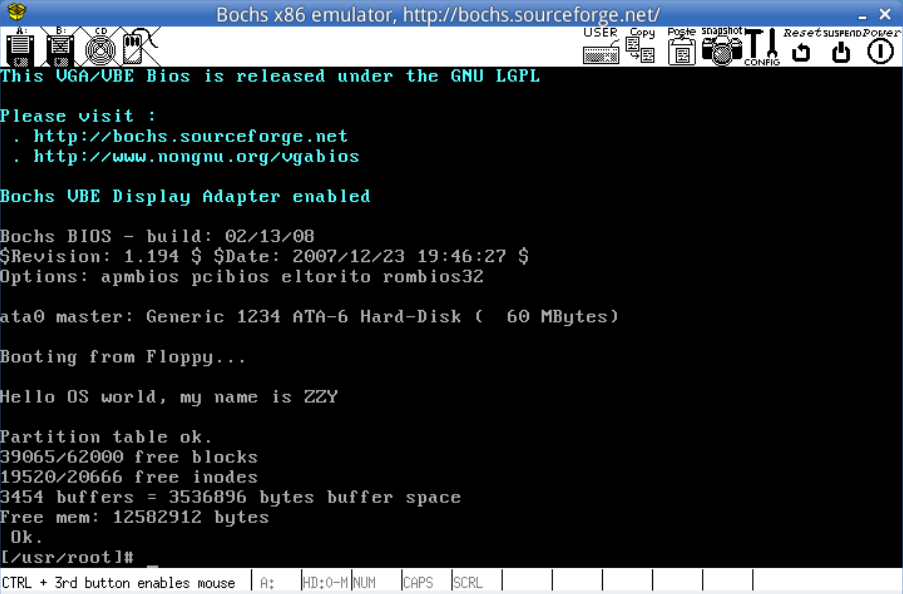 Bochs x86 emulator, http://bochs.sourceforge.net/
A: B: CD USER Copy Paste Snapshot CONFIG Reset SUSPEND Power
This VGA/VBE Bios is released under the GNU LGPL
Please visit :
. http://bochs.sourceforge.net
. http://www.nongnu.org/vgabios
Bochs VBE Display Adapter enabled
Bochs BIOS - build: 02/13/08
$Revision: 1.194 $ $Date: 2007/12/23 19:46:27 $
Options: apmbios pcibios eltorito rombios32
ata0 master: Generic 1234 ATA-6 Hard-Disk (  60 MBytes)
Booting from Floppy...
Hello OS world, my name is ZZY
Partition table ok.
39065/62000 free blocks
19520/20666 free inodes
3454 buffers = 3536896 bytes buffer space
Free mem: 12582912 bytes
Ok.
[/usr/root]# _
CTRL + 3rd button enables mouse A: HD:0-M NUM CAPS SCRL